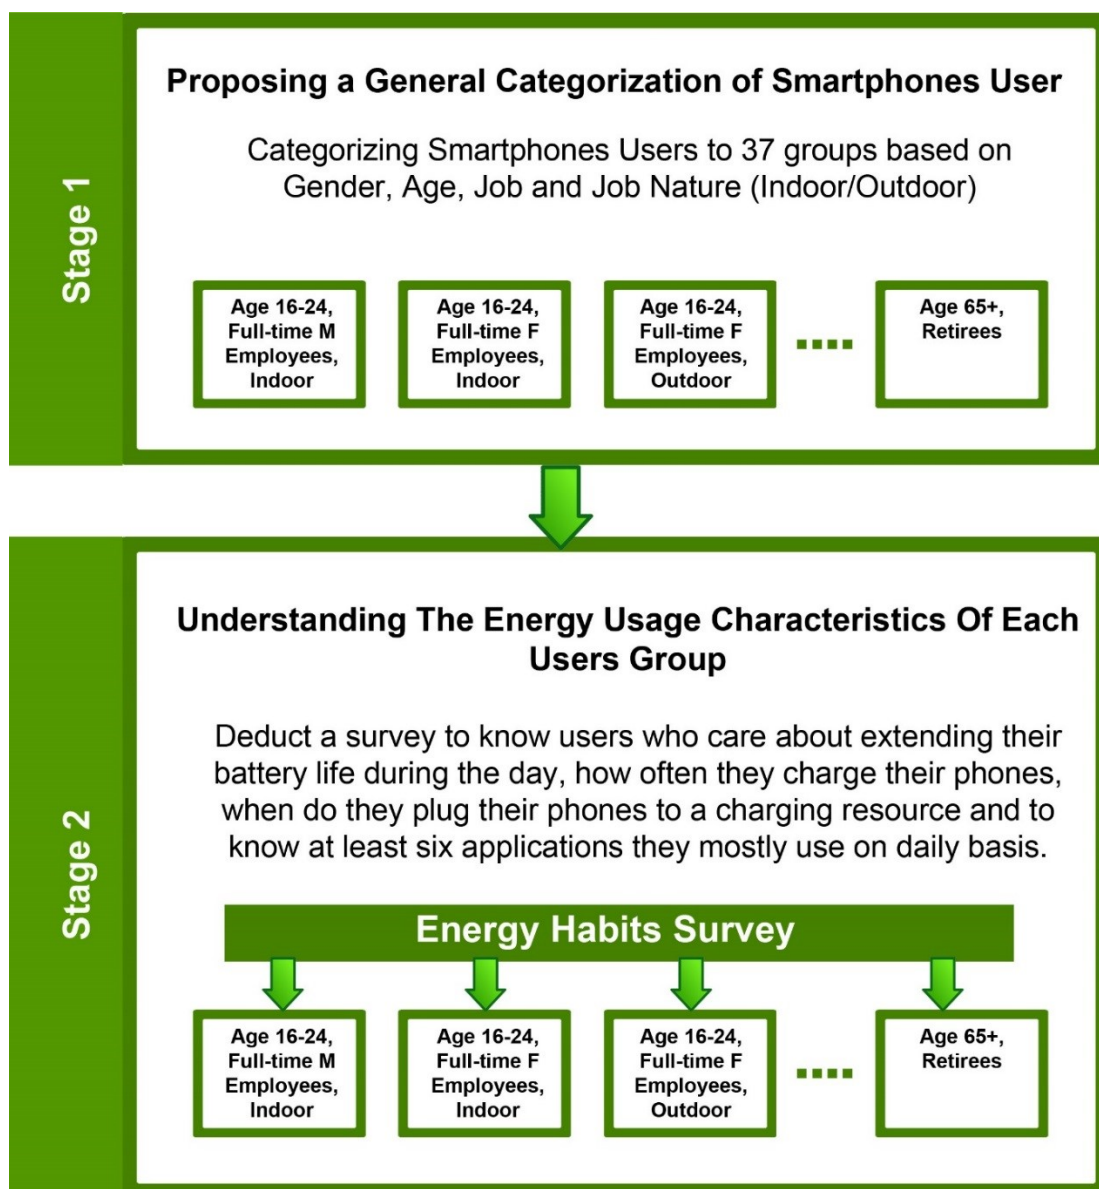 Stage 1
Proposing a General Categorization of Smartphones User
Categorizing Smartphones Users to 37 groups based on
Gender, Age, Job and Job Nature (Indoor/Outdoor)
Age 16-24,
Full-time M
Employees,
Indoor
Age 16-24,
Full-time F
Employees,
Indoor
Age 16-24,
Full-time F
Employees,
Outdoor
Age 65+,
Retirees
Stage 2
Understanding The Energy Usage Characteristics Of Each
Users Group
Deduct a survey to know users who care about extending their
battery life during the day, how often they charge their phones,
when do they plug their phones to a charging resource and to
know at least six applications they mostly use on daily basis.
Energy Habits Survey
Age 16-24,
Full-time M
Employees,
Indoor
Age 16-24,
Full-time F
Employees,
Indoor
Age 16-24,
Full-time F
Employees,
Outdoor
Age 65+,
Retirees